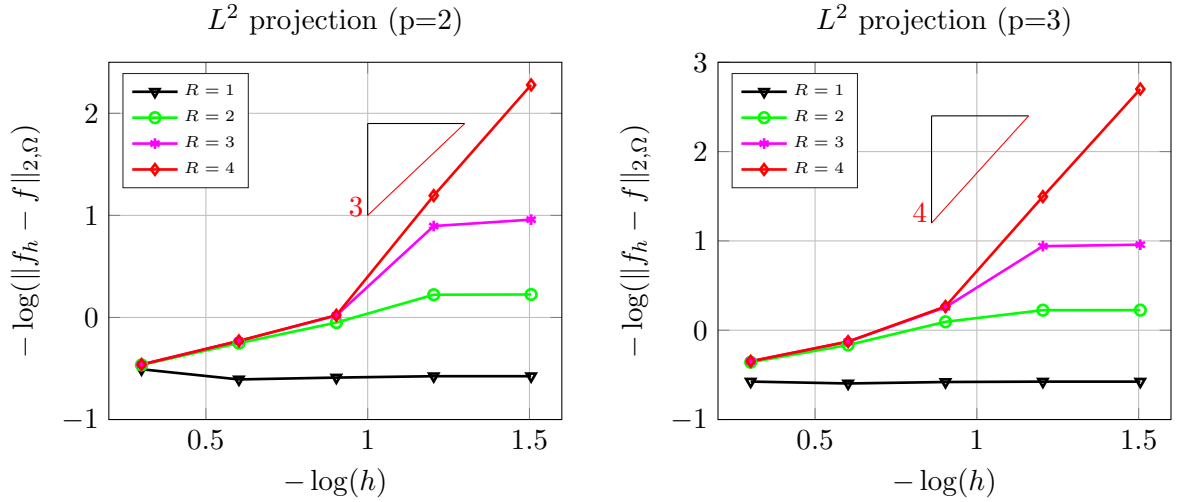 L² projection (p=2)
R = 1
R = 2
R = 3
R = 4
3
2
1
0
−1
0.5
1
1.5
− log(h)
− log(‖f_h − f‖_{2,Ω})
L² projection (p=3)
R = 1
R = 2
R = 3
R = 4
4
3
2
1
0
−1
0.5
1
1.5
− log(h)
− log(‖f_h − f‖_{2,Ω})